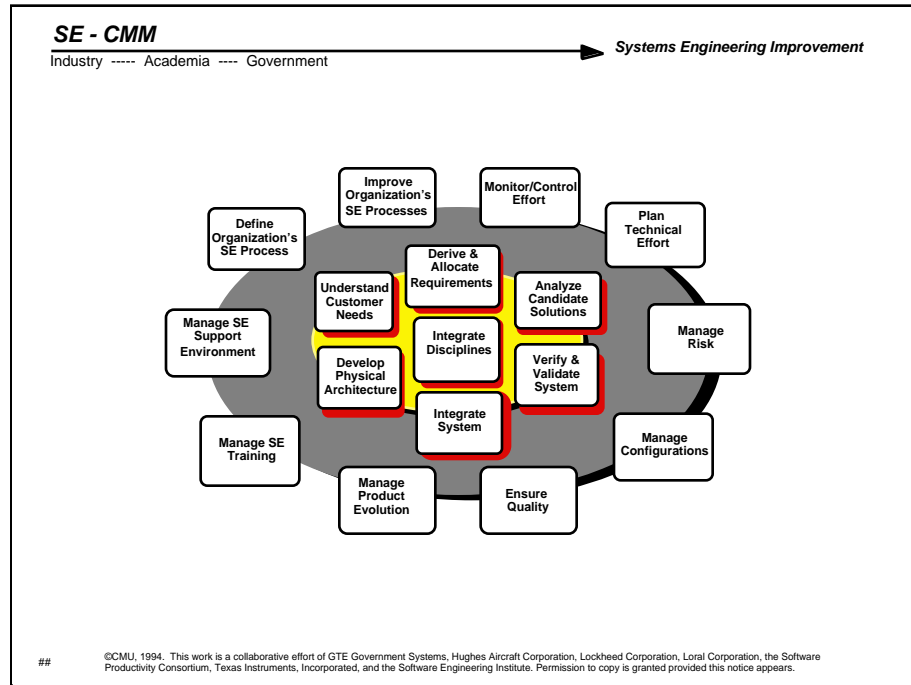 SE - CMM
Systems Engineering Improvement
Industry ----- Academia ---- Government
Improve
Organization's
SE Processes
Monitor/Control
Effort
Define
Organization's
SE Process
Plan
Technical
Effort
Derive &
Allocate
Requirements
Understand
Customer
Needs
Analyze
Candidate
Solutions
Manage SE
Support
Environment
Integrate
Disciplines
Manage
Risk
Develop
Physical
Architecture
Verify &
Validate
System
Integrate
System
Manage SE
Training
Manage
Configurations
Manage
Product
Evolution
Ensure
Quality
##
©CMU, 1994. This work is a collaborative effort of GTE Government Systems, Hughes Aircraft Corporation, Lockheed Corporation, Loral Corporation, the Software
Productivity Consortium, Texas Instruments, Incorporated, and the Software Engineering Institute. Permission to copy is granted provided this notice appears.